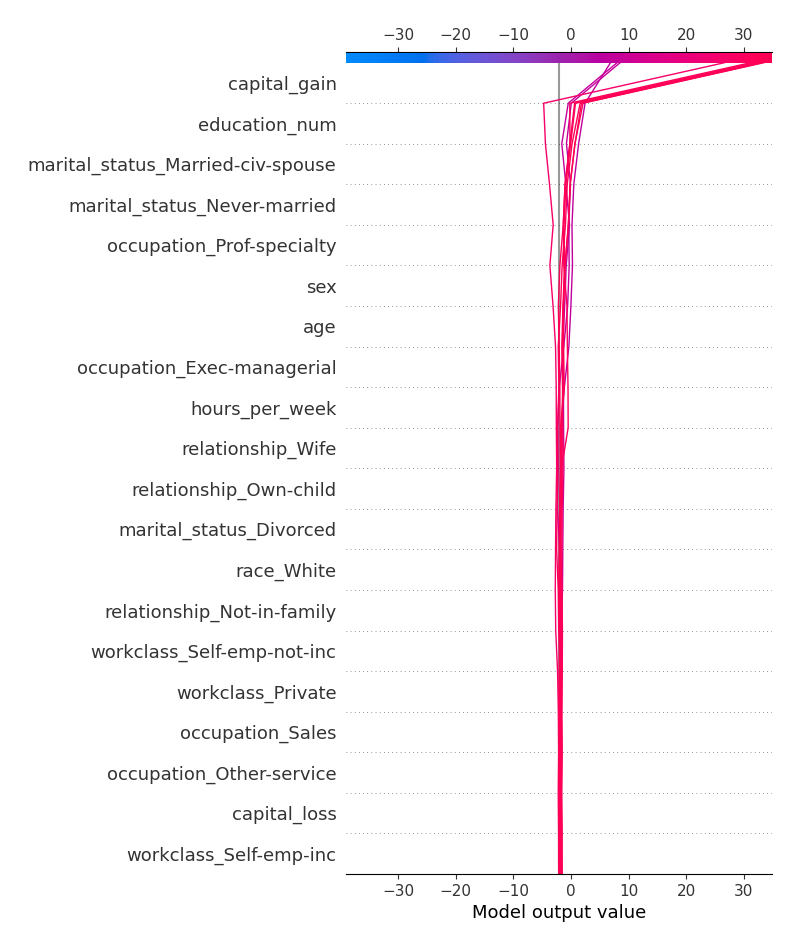 −30 −20 −10 0 10 20 30
capital_gain
education_num
marital_status_Married-civ-spouse
marital_status_Never-married
occupation_Prof-specialty
sex
age
occupation_Exec-managerial
hours_per_week
relationship_Wife
relationship_Own-child
marital_status_Divorced
race_White
relationship_Not-in-family
workclass_Self-emp-not-inc
workclass_Private
occupation_Sales
occupation_Other-service
capital_loss
workclass_Self-emp-inc
−30 −20 −10 0 10 20 30
Model output value